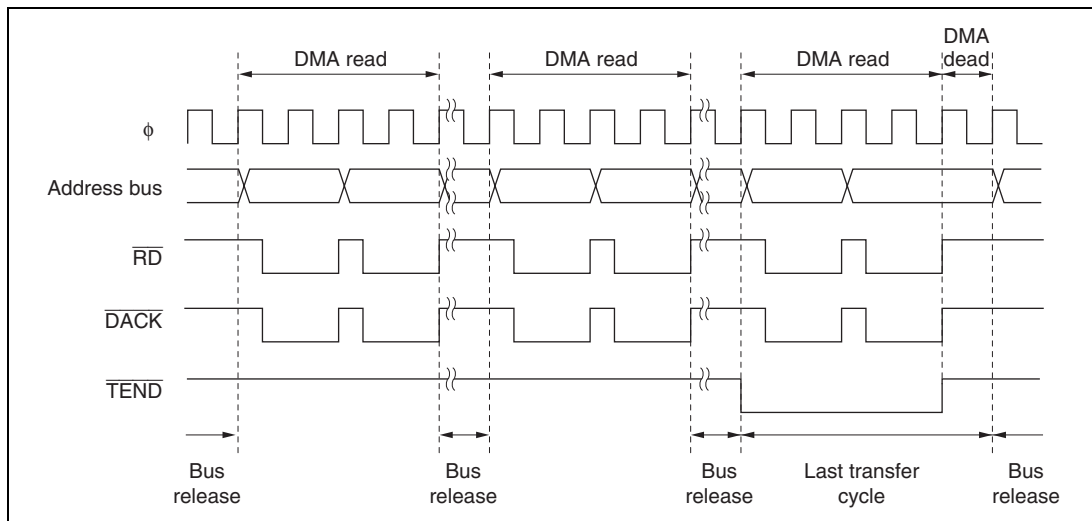 DMA read
DMA read
DMA read
DMA
dead
φ
Address bus
RD
DACK
TEND
Bus
release
Bus
release
Bus
release
Last transfer
cycle
Bus
release